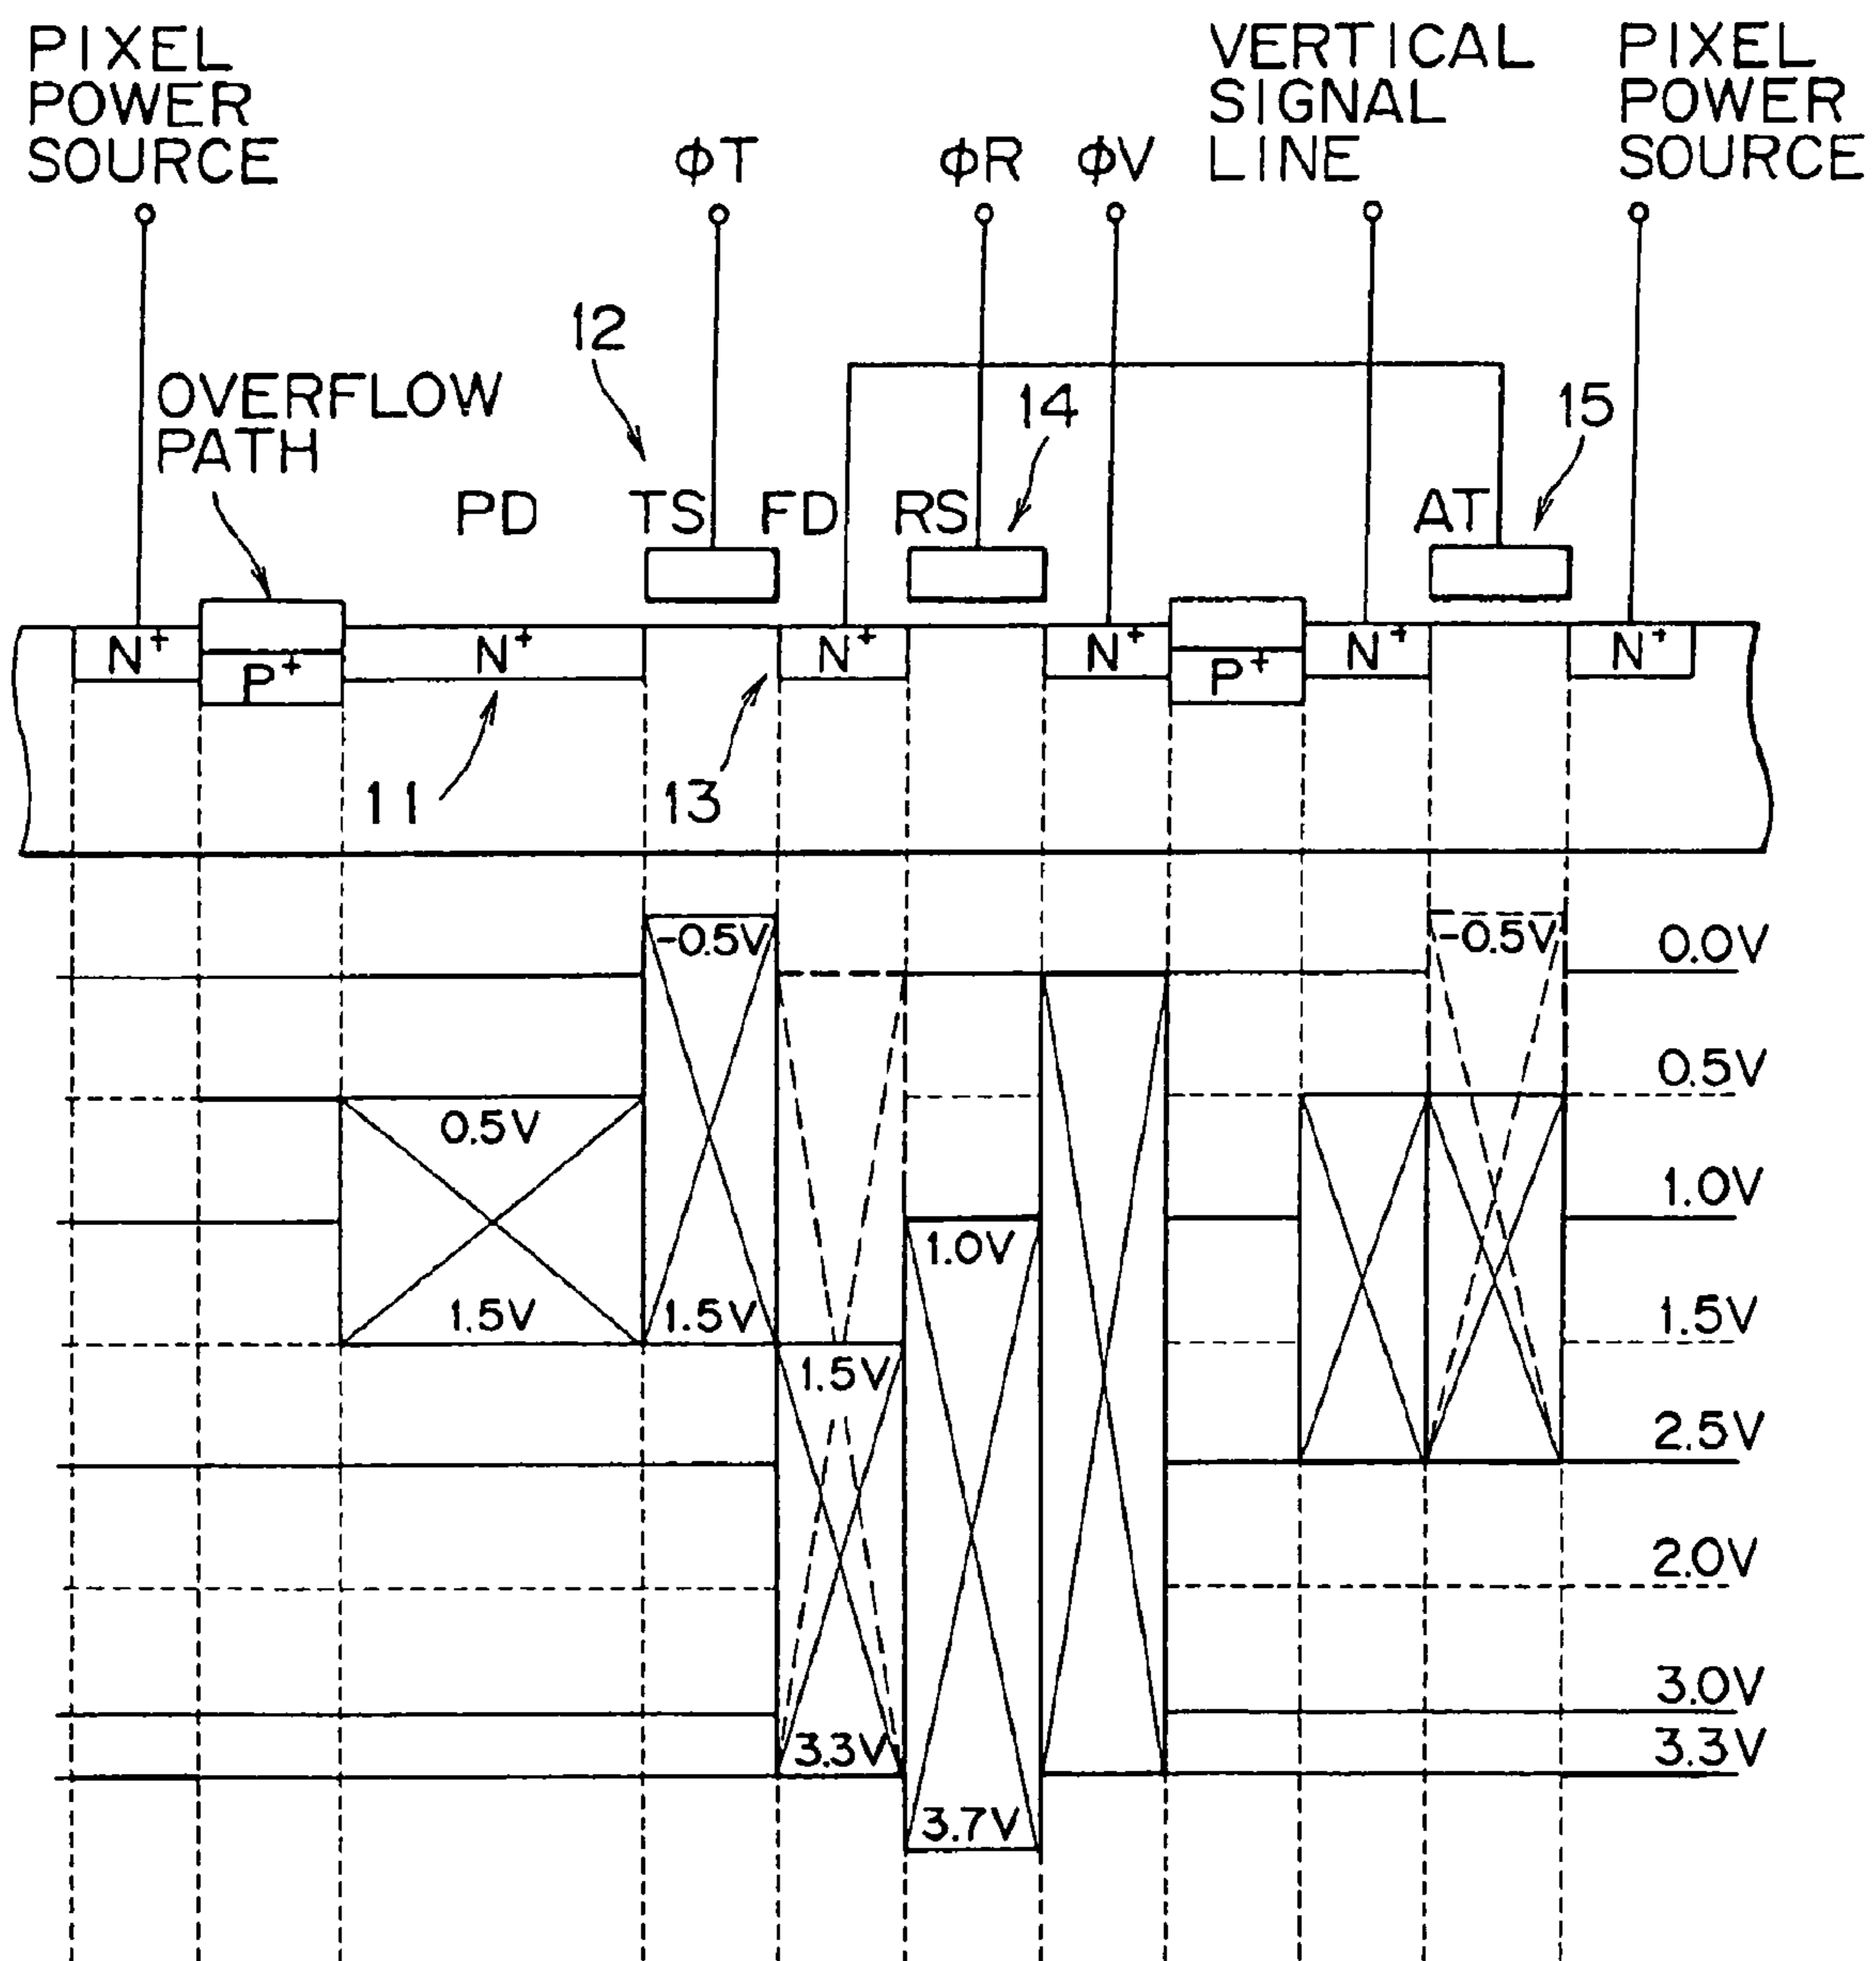 PIXEL
POWER
SOURCE
ϕT
ϕR
ϕV
VERTICAL
SIGNAL
LINE
PIXEL
POWER
SOURCE
12
OVERFLOW
PATH
14
15
PD
TS
FD
RS
AT
N+
P+
N+
N+
N+
P+
N+
N+
11
13
-0.5V
-0.5V
0.0V
0.5V
0.5V
1.0V
1.0V
1.5V
1.5V
1.5V
1.5V
2.5V
2.0V
3.0V
3.3V
3.3V
3.7V